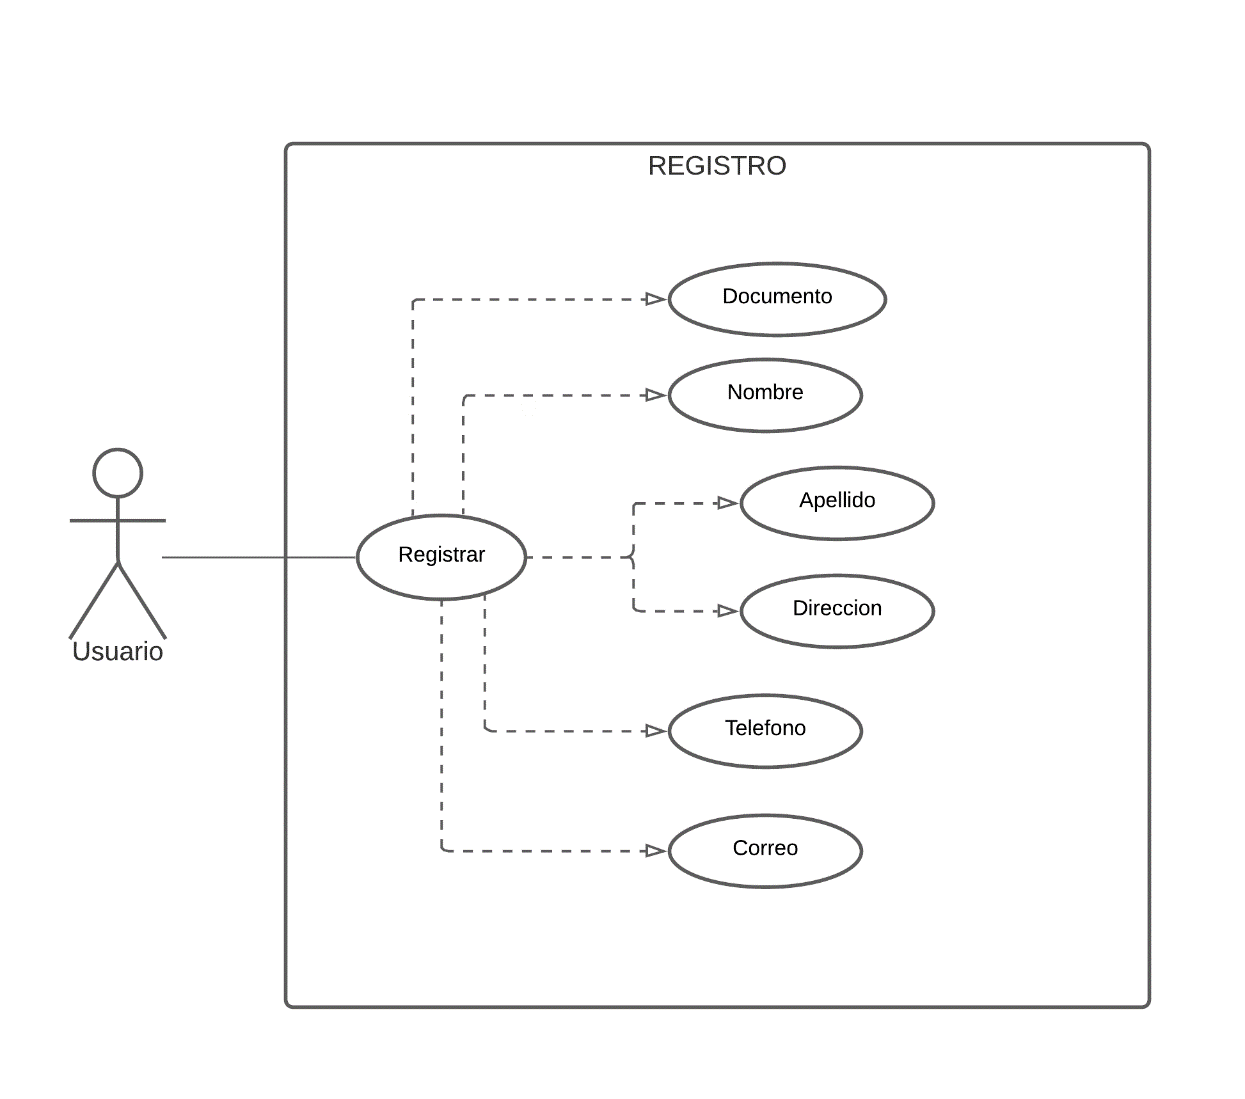 REGISTRO
Documento
Nombre
Apellido
Registrar
Direccion
Usuario
Telefono
Correo